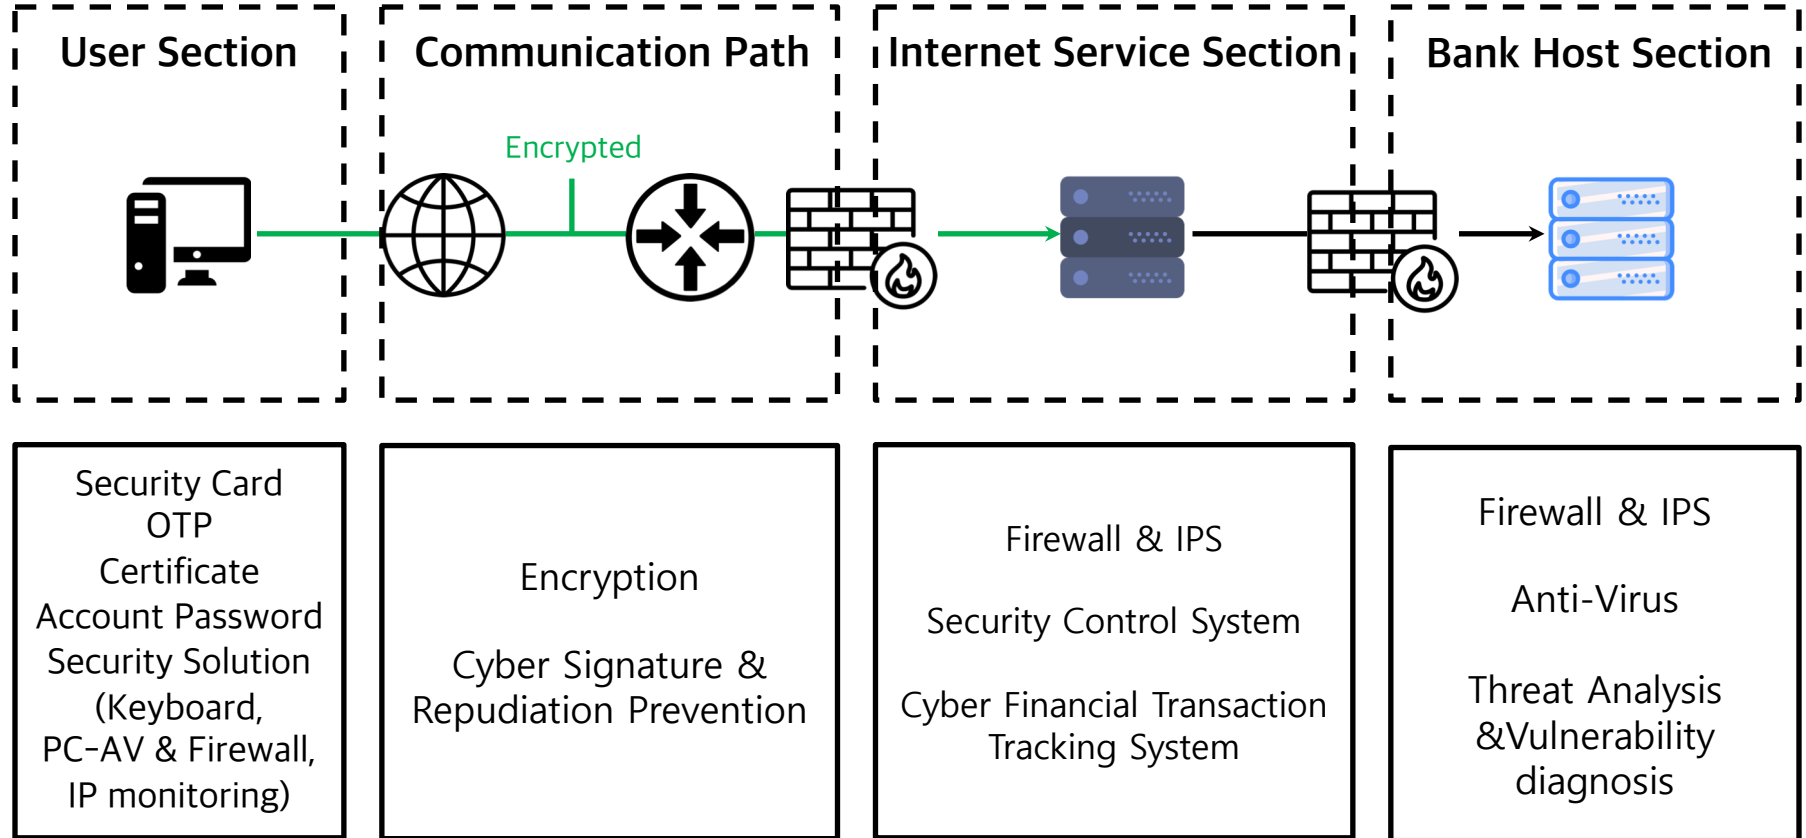 User Section
Communication Path
Internet Service Section
Bank Host Section
Encrypted
Security Card
OTP
Certificate
Account Password
Security Solution
(Keyboard,
PC-AV & Firewall,
IP monitoring)
Encryption
Cyber Signature &
Repudiation Prevention
Firewall & IPS
Security Control System
Cyber Financial Transaction
Tracking System
Firewall & IPS
Anti-Virus
Threat Analysis
&Vulnerability
diagnosis